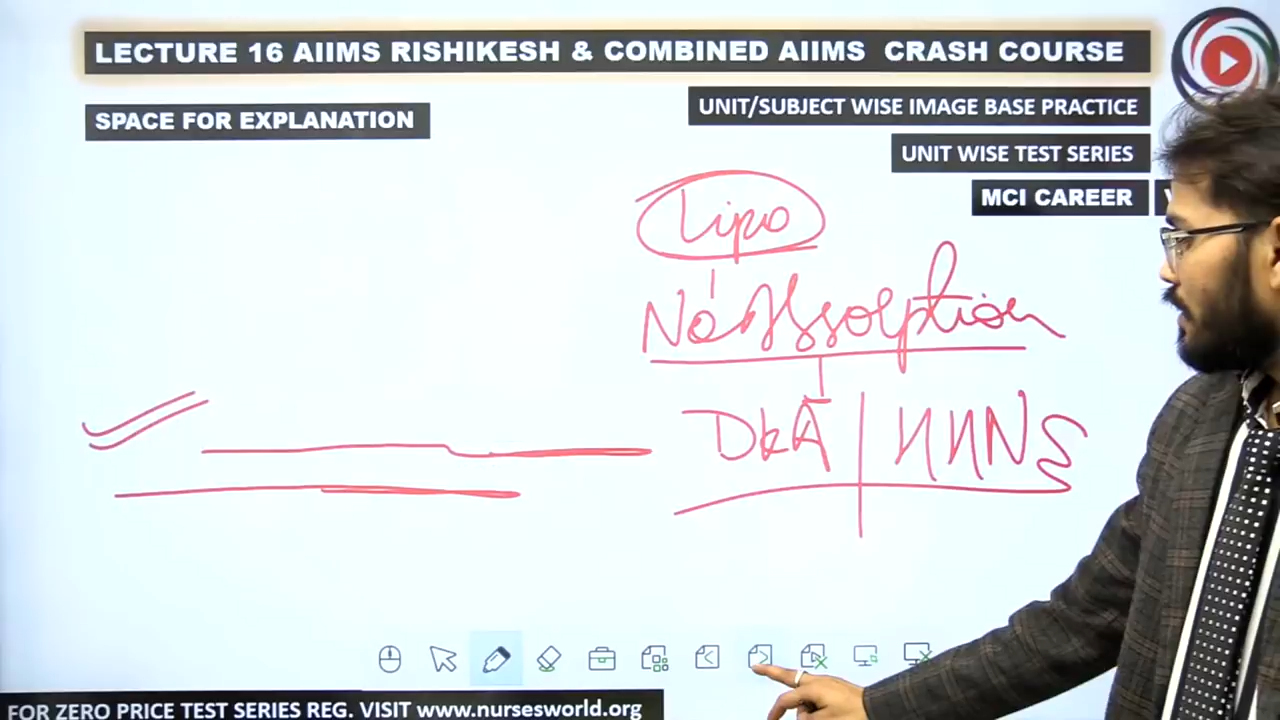 LECTURE 16 AIIMS RISHIKESH & COMBINED AIIMS CRASH COURSE
SPACE FOR EXPLANATION
UNIT/SUBJECT WISE IMAGE BASE PRACTICE
UNIT WISE TEST SERIES
MCI CAREER V
Lipo
No Absorption
DKA | HHNS
FOR ZERO PRICE TEST SERIES REG. VISIT www.nursesworld.org